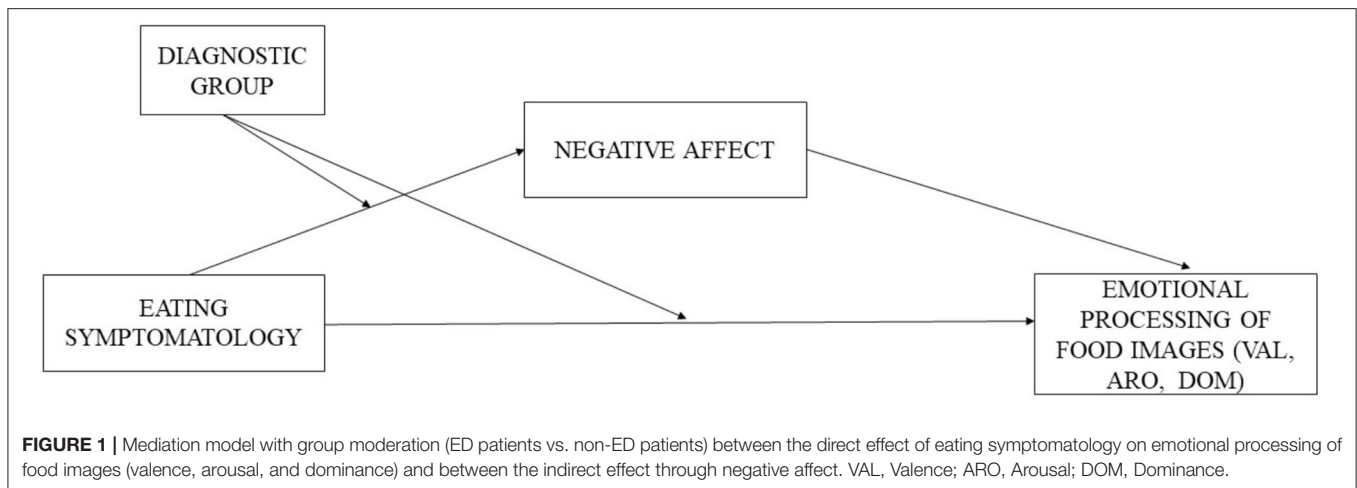 DIAGNOSTIC
GROUP
NEGATIVE AFFECT
EATING
SYMPTOMATOLOGY
EMOTIONAL
PROCESSING OF
FOOD IMAGES (VAL,
ARO, DOM)
FIGURE 1 | Mediation model with group moderation (ED patients vs. non-ED patients) between the direct effect of eating symptomatology on emotional processing of
food images (valence, arousal, and dominance) and between the indirect effect through negative affect. VAL, Valence; ARO, Arousal; DOM, Dominance.